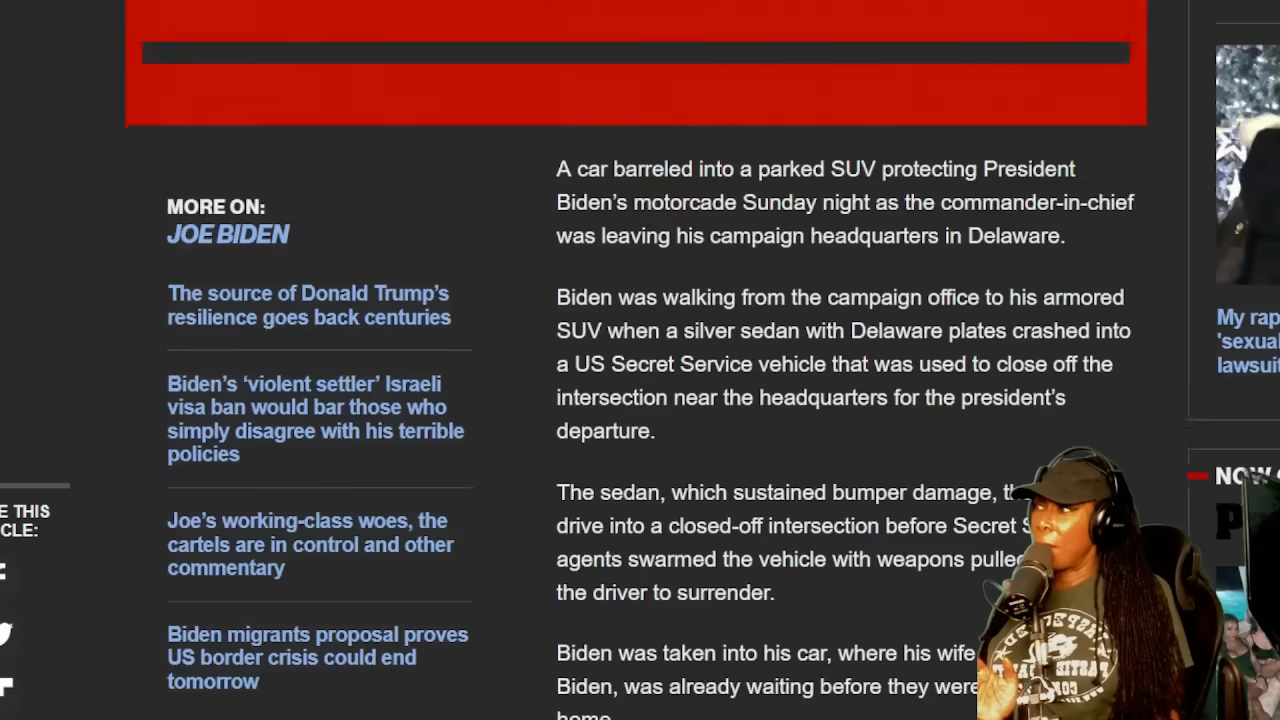 A car barreled into a parked SUV protecting President
Biden's motorcade Sunday night as the commander-in-chief
was leaving his campaign headquarters in Delaware.
Biden was walking from the campaign office to his armored
SUV when a silver sedan with Delaware plates crashed into
a US Secret Service vehicle that was used to close off the
intersection near the headquarters for the president's
departure.
The sedan, which sustained bumper damage,
drive into a closed-off intersection before Secret
agents swarmed the vehicle with weapons
the driver to surrender.
Biden was taken into his car, where his wife
Biden, was already waiting before they were
home.
MORE ON:
JOE BIDEN
The source of Donald Trump's
resilience goes back centuries
Biden's ‘violent settler’ Israeli
visa ban would bar those who
simply disagree with his terrible
policies
Joe's working-class woes, the
cartels are in control and other
commentary
Biden migrants proposal proves
US border crisis could end
tomorrow
THIS
My
NOW